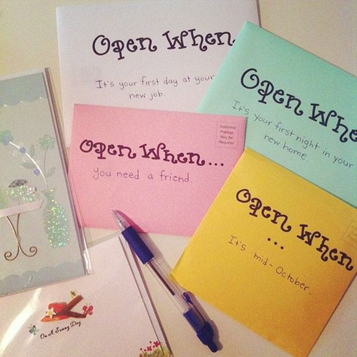 Open When
It's your first day at your
new job.
Open When
It's your first night in your
new home.
Open When...
you need a friend.
Open When
...
It's mid-October.
On A Sunny Day